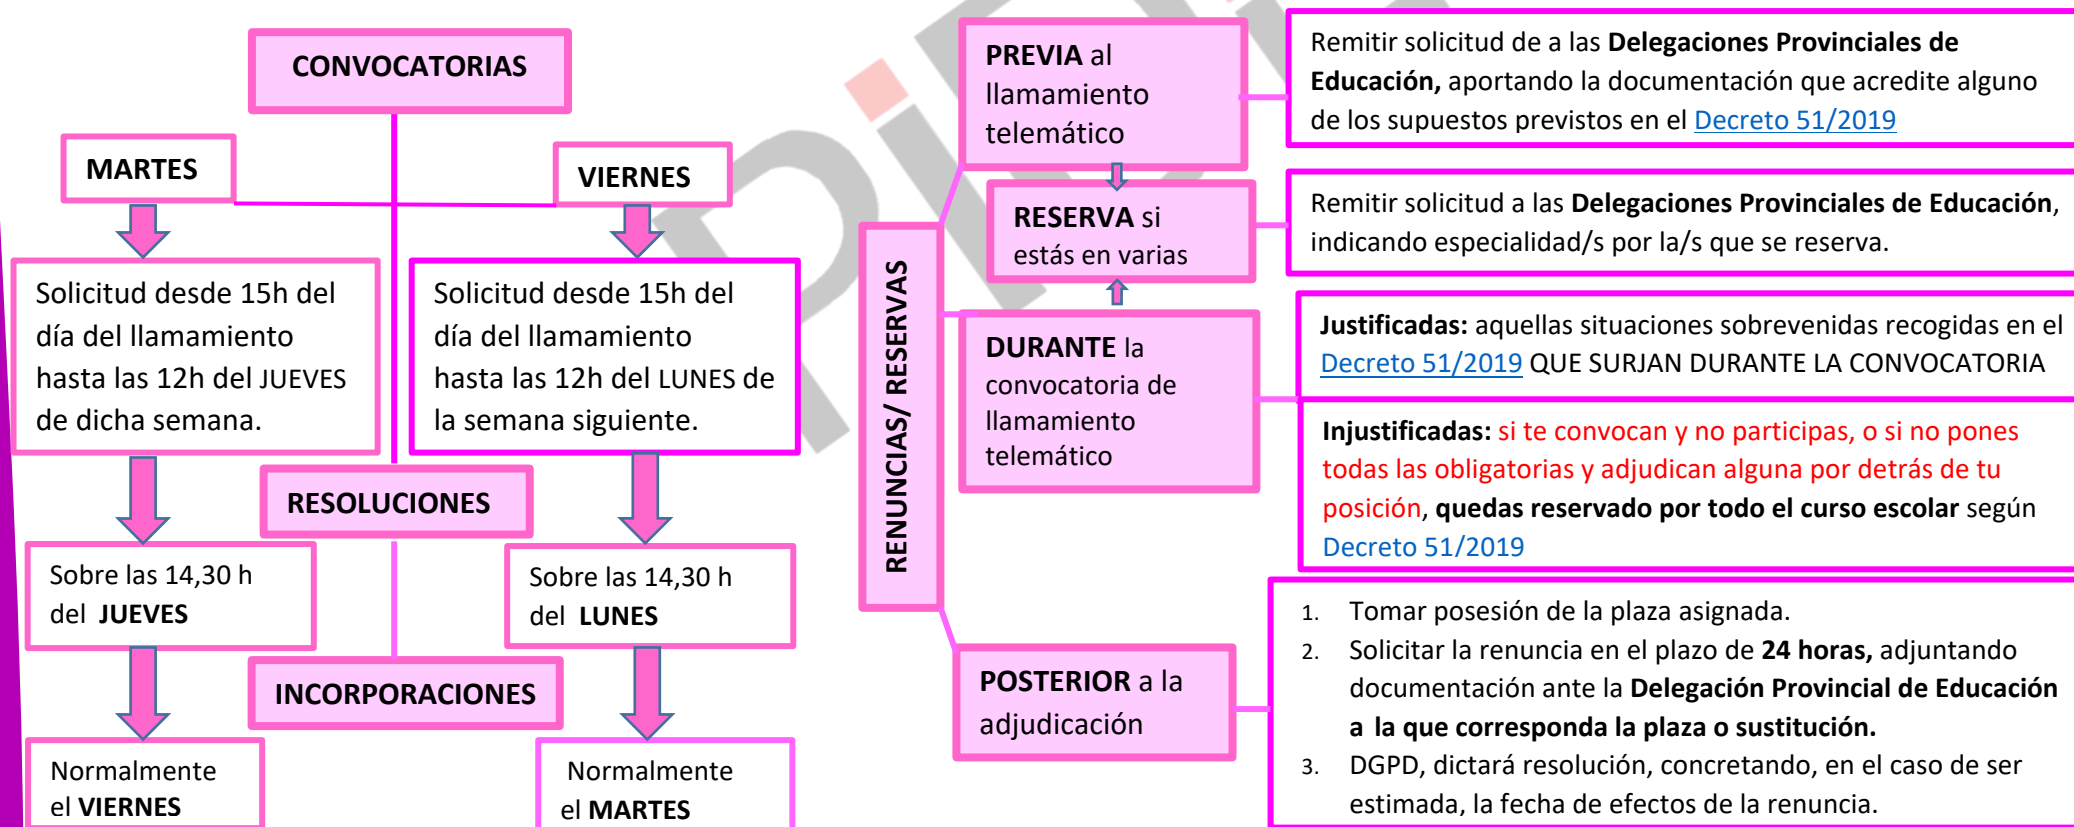 CONVOCATORIAS
MARTES
VIERNES
Solicitud desde 15h del
día del llamamiento
hasta las 12h del JUEVES
de dicha semana.
Solicitud desde 15h del
día del llamamiento
hasta las 12h del LUNES de
la semana siguiente.
RESOLUCIONES
Sobre las 14,30 h
del JUEVES
Sobre las 14,30 h
del LUNES
INCORPORACIONES
Normalmente
el VIERNES
Normalmente
el MARTES
RENUNCIAS/ RESERVAS
PREVIA al
llamamiento
telemático
Remitir solicitud de a las Delegaciones Provinciales de
Educación, aportando la documentación que acredite alguno
de los supuestos previstos en el Decreto 51/2019
RESERVA si
estás en varias
Remitir solicitud a las Delegaciones Provinciales de Educación,
indicando especialidad/s por la/s que se reserva.
DURANTE la
convocatoria de
llamamiento
telemático
Justificadas: aquellas situaciones sobrevenidas recogidas en el
Decreto 51/2019 QUE SURJAN DURANTE LA CONVOCATORIA
Injustificadas: si te convocan y no participas, o si no pones
todas las obligatorias y adjudican alguna por detrás de tu
posición, quedas reservado por todo el curso escolar según
Decreto 51/2019
POSTERIOR a la
adjudicación
1. Tomar posesión de la plaza asignada.
2. Solicitar la renuncia en el plazo de 24 horas, adjuntando
documentación ante la Delegación Provincial de Educación
a la que corresponda la plaza o sustitución.
3. DGPD, dictará resolución, concretando, en el caso de ser
estimada, la fecha de efectos de la renuncia.